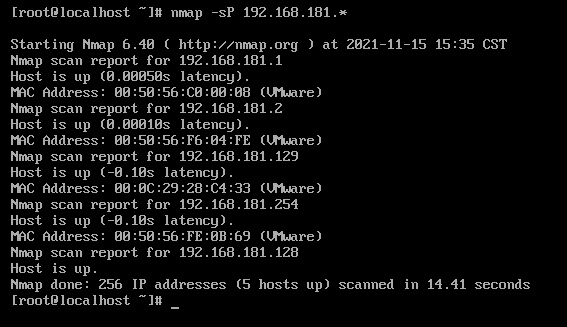 [root@localhost ~]# nmap -sP 192.168.181.*
Starting Nmap 6.40 ( http://nmap.org ) at 2021-11-15 15:35 CST
Nmap scan report for 192.168.181.1
Host is up (0.00050s latency).
MAC Address: 00:50:56:C0:00:08 (VMware)
Nmap scan report for 192.168.181.2
Host is up (0.00010s latency).
MAC Address: 00:50:56:F6:04:FE (VMware)
Nmap scan report for 192.168.181.129
Host is up (-0.10s latency).
MAC Address: 00:0C:29:28:C4:33 (VMware)
Nmap scan report for 192.168.181.254
Host is up (-0.10s latency).
MAC Address: 00:50:56:FE:0B:69 (VMware)
Nmap scan report for 192.168.181.128
Host is up.
Nmap done: 256 IP addresses (5 hosts up) scanned in 14.41 seconds
[root@localhost ~]# _